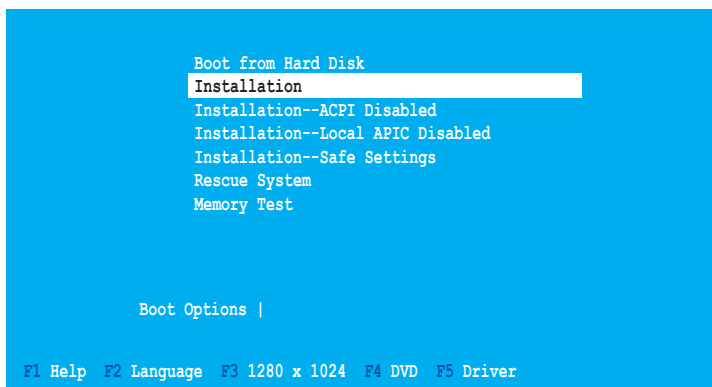 Boot from Hard Disk
Installation
Installation--ACPI Disabled
Installation--Local APIC Disabled
Installation--Safe Settings
Rescue System
Memory Test
Boot Options |
F1 Help F2 Language F3 1280 x 1024 F4 DVD F5 Driver